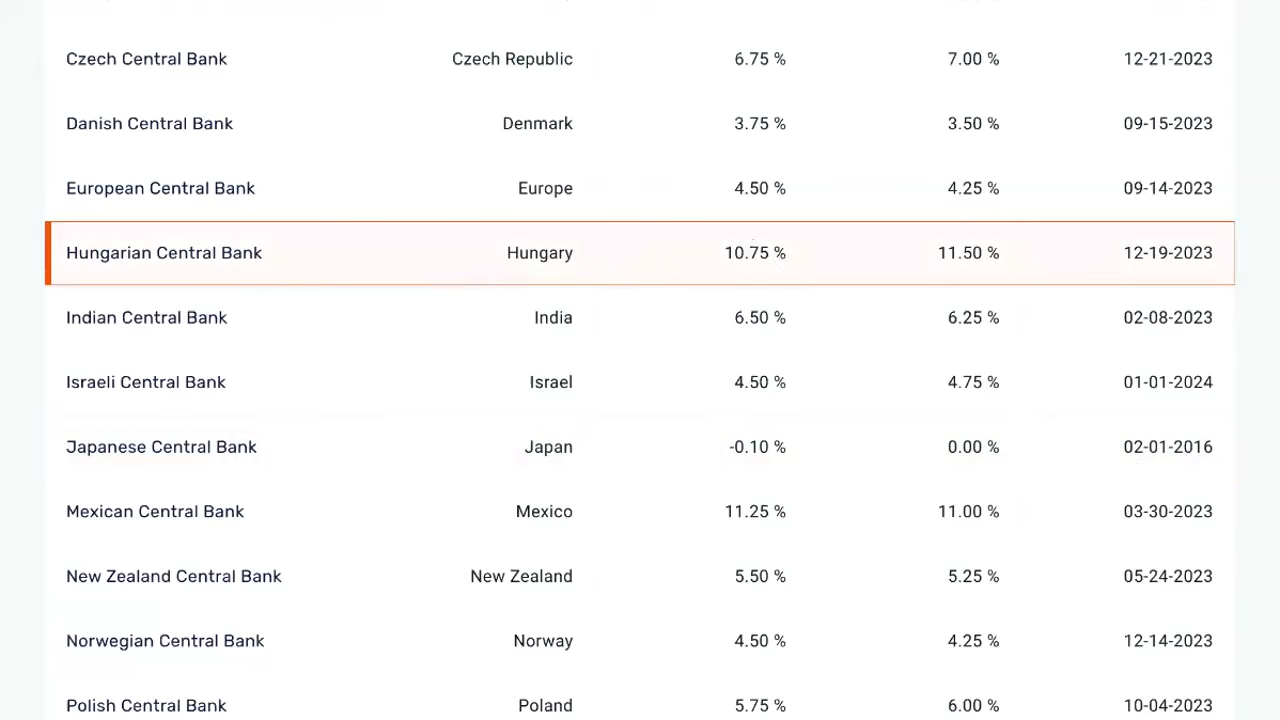 Czech Central Bank Czech Republic 6.75 % 7.00 % 12-21-2023
Danish Central Bank Denmark 3.75 % 3.50 % 09-15-2023
European Central Bank Europe 4.50 % 4.25 % 09-14-2023
Hungarian Central Bank Hungary 10.75 % 11.50 % 12-19-2023
Indian Central Bank India 6.50 % 6.25 % 02-08-2023
Israeli Central Bank Israel 4.50 % 4.75 % 01-01-2024
Japanese Central Bank Japan -0.10 % 0.00 % 02-01-2016
Mexican Central Bank Mexico 11.25 % 11.00 % 03-30-2023
New Zealand Central Bank New Zealand 5.50 % 5.25 % 05-24-2023
Norwegian Central Bank Norway 4.50 % 4.25 % 12-14-2023
Polish Central Bank Poland 5.75 % 6.00 % 10-04-2023